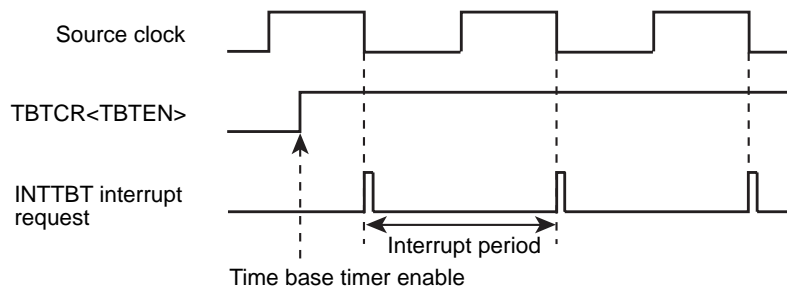 Source clock
TBTCR<TBTEN>
INTTBT interrupt
request
Interrupt period
Time base timer enable